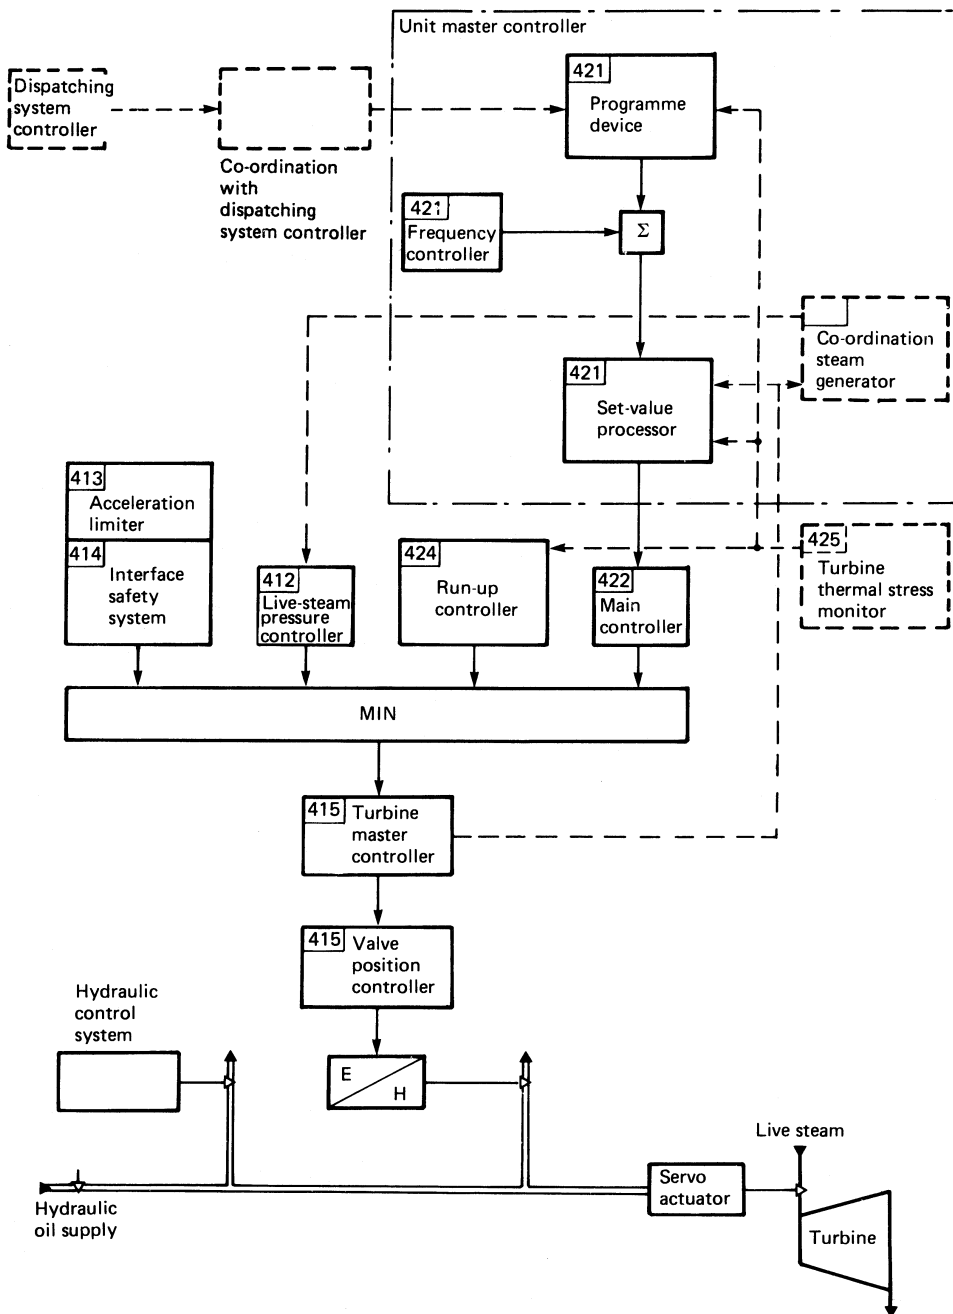 Unit master controller
421
Programme
device
Dispatching
system
controller
Co-ordination
with
dispatching
system controller
421
Frequency
controller
Σ
Co-ordination
steam
generator
421
Set-value
processor
413
Acceleration
limiter
414
Interface
safety
system
412
Live-steam
pressure
controller
424
Run-up
controller
422
Main
controller
425
Turbine
thermal stress
monitor
MIN
415
Turbine
master
controller
415
Valve
position
controller
Hydraulic
control
system
E
H
Live steam
Servo
actuator
Hydraulic
oil supply
Turbine